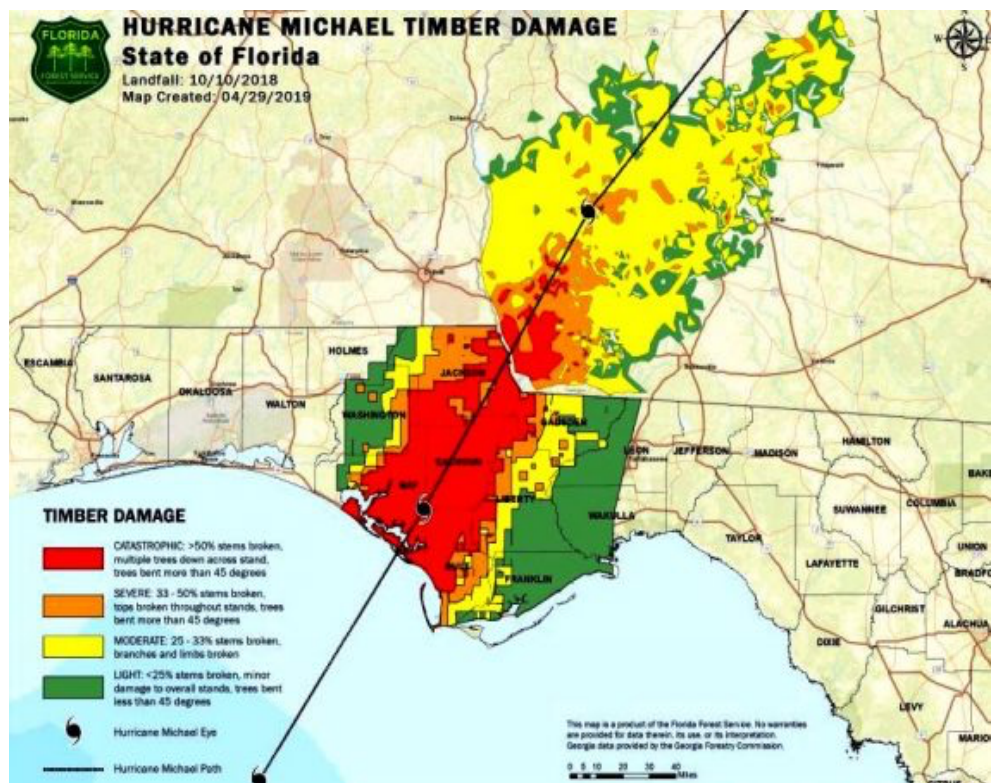 FLORIDA
FOREST SERVICE
HURRICANE MICHAEL TIMBER DAMAGE
State of Florida
Landfall: 10/10/2018
Map Created: 04/29/2019
W
S
ESCAMBIA
SANTAROSA
OKALOOSA
WALTON
HOLMES
WASHINGTON
JACKSON
BAY
LIBERTY
GADSDEN
LEON
WAKULLA
FRANKLIN
JEFFERSON
MADISON
HAMILTON
TAYLOR
SUWANNEE
COLUMBIA
LAFAYETTE
UNION
GILCHRIST
ALACHUA
DIXIE
LEVY
TIMBER DAMAGE
CATASTROPHIC: >50% stems broken,
multiple trees down across stand,
trees bent more than 45 degrees
SEVERE: 33 - 50% stems broken,
tops broken throughout stands, trees
bent more than 45 degrees
MODERATE: 25 - 33% stems broken,
branches and limbs broken
LIGHT: <25% stems broken, minor
damage to overall stands, trees bent
less than 45 degrees
Hurricane Michael Eye
Hurricane Michael Path
This map is a product of the Florida Forest Service. No warranties
are provided for data therein, its use, or its interpretation.
Georgia data provided by the Georgia Forestry Commission.
0 5 10 20 30 40
Miles